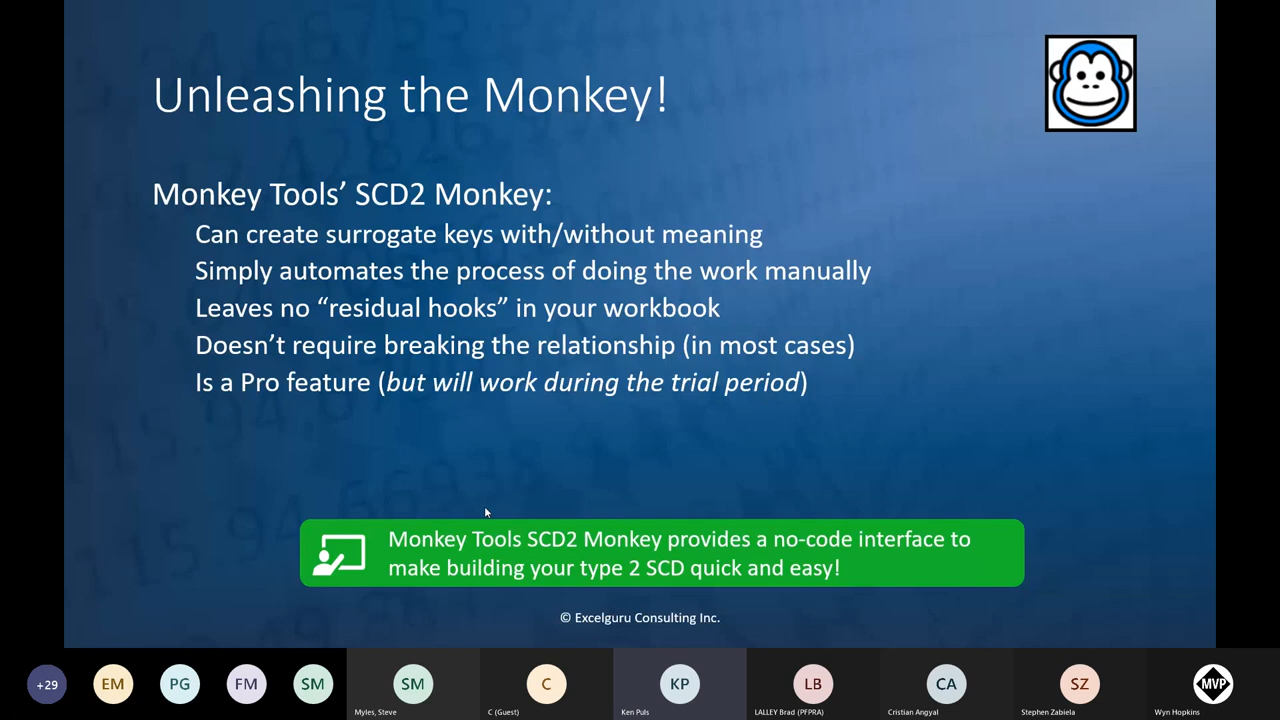 Unleashing the Monkey!
Monkey Tools’ SCD2 Monkey:
Can create surrogate keys with/without meaning
Simply automates the process of doing the work manually
Leaves no “residual hooks” in your workbook
Doesn’t require breaking the relationship (in most cases)
Is a Pro feature (but will work during the trial period)
Monkey Tools SCD2 Monkey provides a no-code interface to
make building your type 2 SCD quick and easy!
© Excelguru Consulting Inc.
+29 EM PG FM SM SM C KP LB CA SZ MVP
Myles, Steve C (Guest) Ken Puls LALLEY Brad (PFPRA) Cristian Angyal Stephen Zabiela Wyn Hopkins